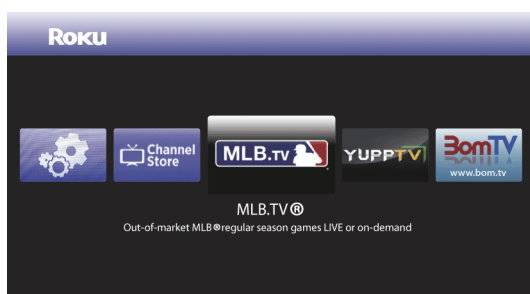 ROKU
Channel
Store
MLB.TV
YUPPTV
BomTV
www.bom.tv
MLB.TV®
Out-of-market MLB®regular season games LIVE or on-demand